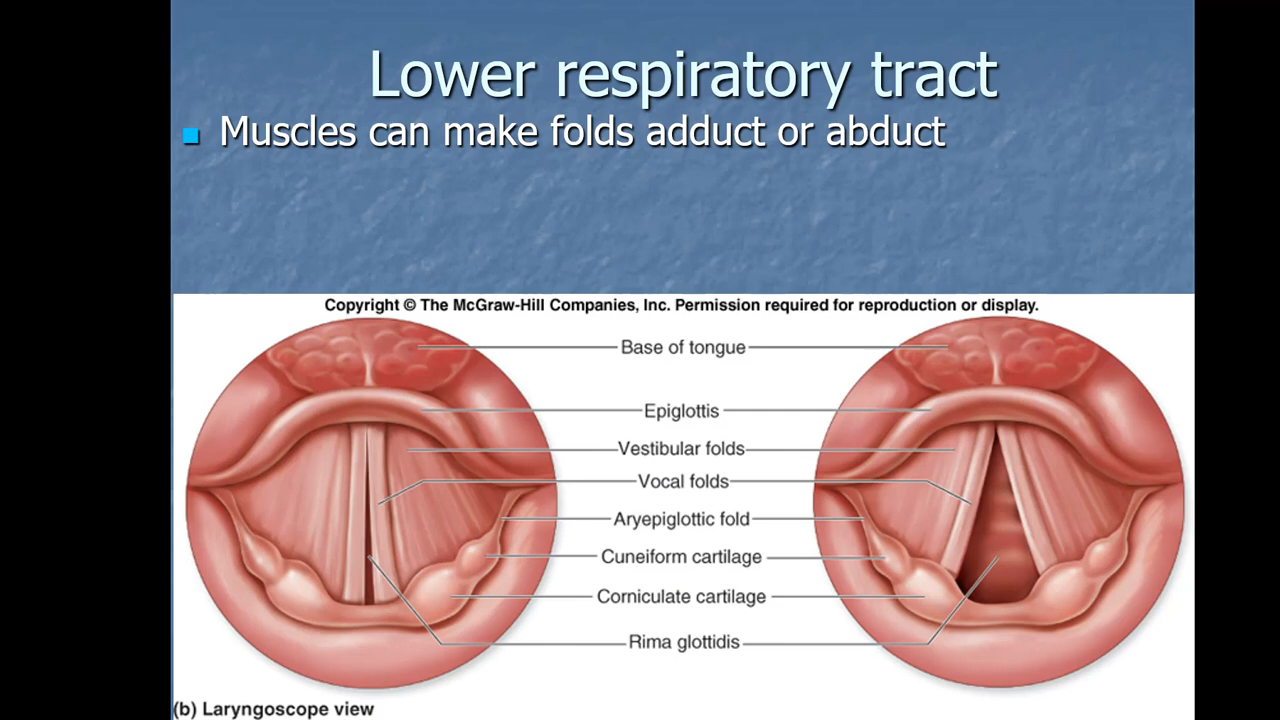 Lower respiratory tract
Muscles can make folds adduct or abduct
Copyright © The McGraw-Hill Companies, Inc. Permission required for reproduction or display.
Base of tongue
Epiglottis
Vestibular folds
Vocal folds
Aryepiglottic fold
Cuneiform cartilage
Corniculate cartilage
Rima glottidis
(b) Laryngoscope view